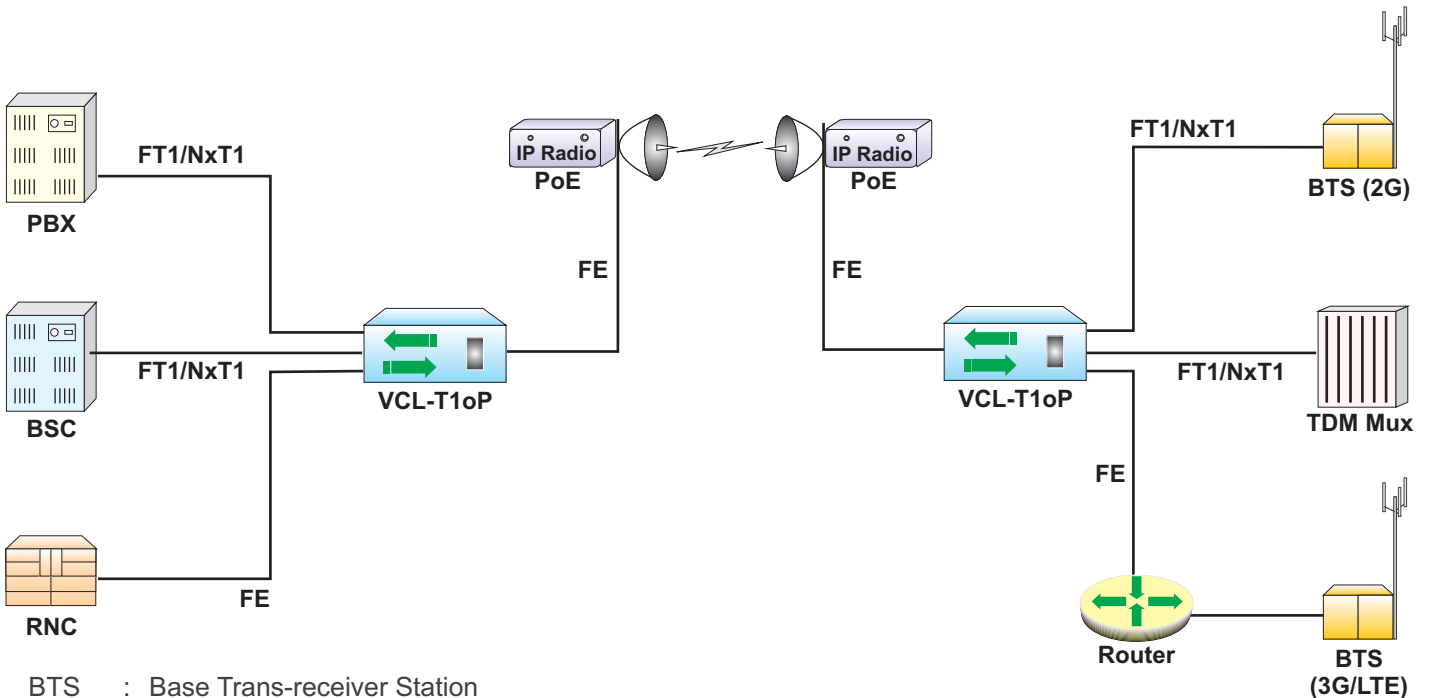 PBX
FT1/NxT1
BSC
FT1/NxT1
RNC
FE
VCL-T1oP
FE
IP Radio
PoE
IP Radio
PoE
FE
VCL-T1oP
FT1/NxT1
BTS (2G)
FT1/NxT1
TDM Mux
FE
Router
BTS
(3G/LTE)
BTS : Base Trans-receiver Station